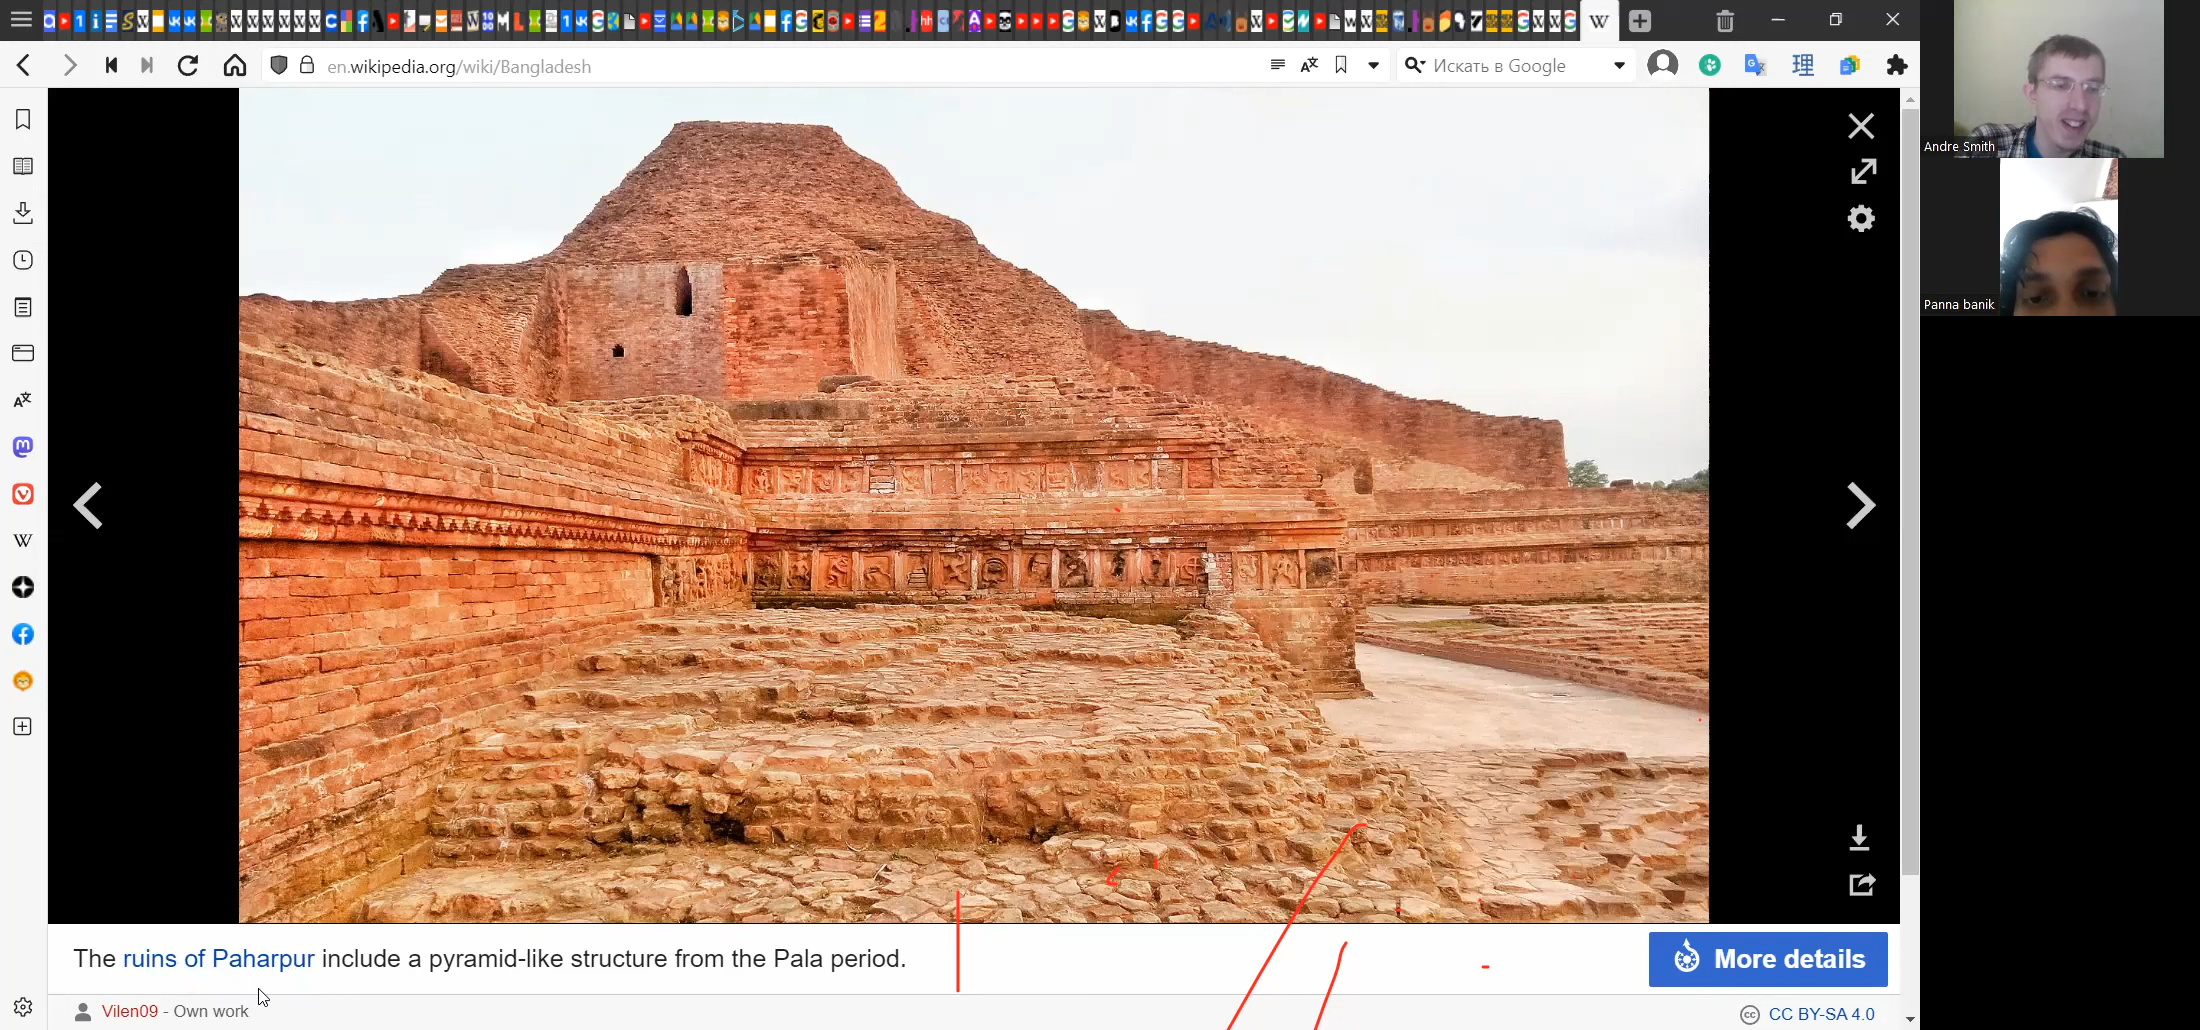 en.wikipedia.org/wiki/Bangladesh
Искать в Google
Andre Smith
Panna banik
The ruins of Paharpur include a pyramid-like structure from the Pala period.
More details
Vilen09 - Own work
CC BY-SA 4.0